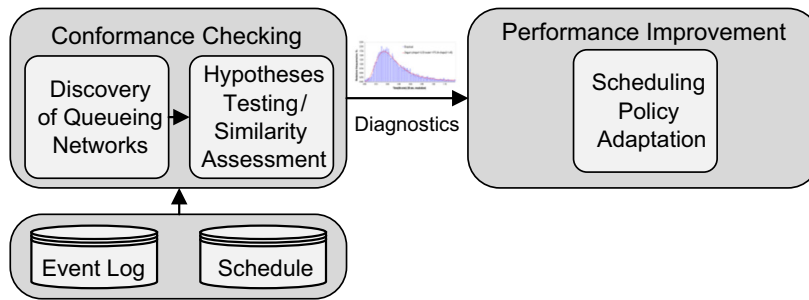 Conformance Checking
Discovery
of Queueing
Networks
Hypotheses
Testing/
Similarity
Assessment
Diagnostics
Performance Improvement
Scheduling
Policy
Adaptation
Event Log
Schedule